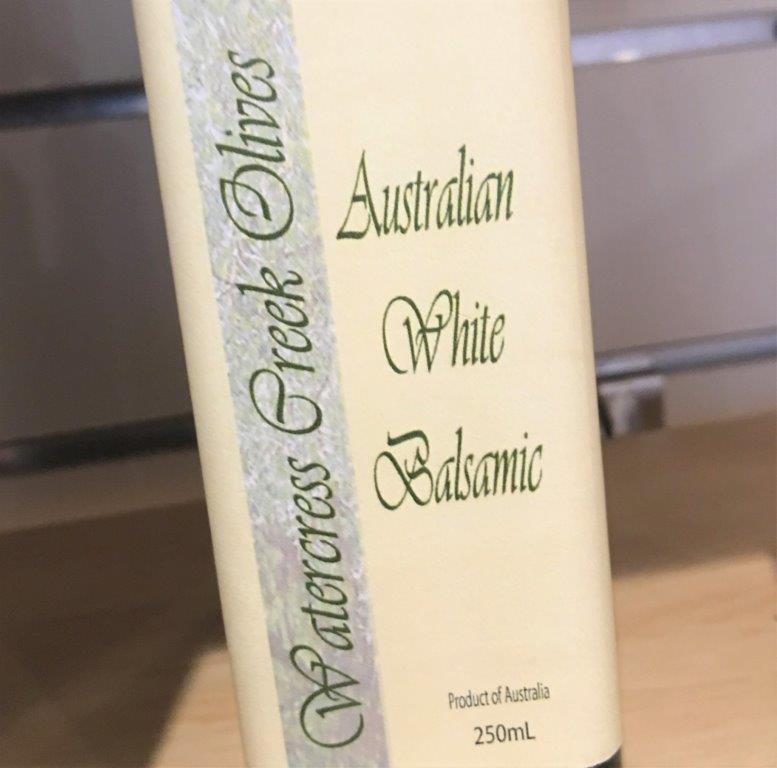 Watercress Creek Olives
Australian
White
Balsamic
Product of Australia
250mL